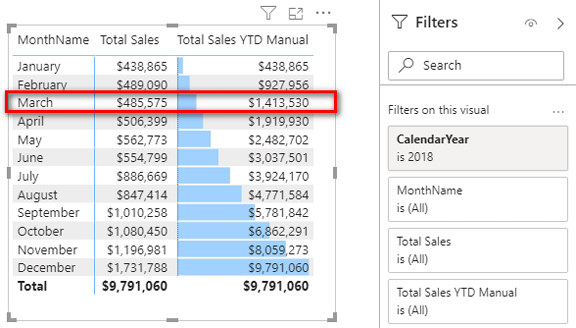 MonthName Total Sales Total Sales YTD Manual
January $438,865 $438,865
February $489,090 $927,956
March $485,575 $1,413,530
April $506,399 $1,919,930
May $562,773 $2,482,702
June $554,799 $3,037,501
July $886,669 $3,924,170
August $847,414 $4,771,584
September $1,010,258 $5,781,842
October $1,080,450 $6,862,291
November $1,196,981 $8,059,273
December $1,731,788 $9,791,060
Total $9,791,060 $9,791,060
Filters
Search
Filters on this visual
CalendarYear
is 2018
MonthName
is (All)
Total Sales
is (All)
Total Sales YTD Manual
is (All)